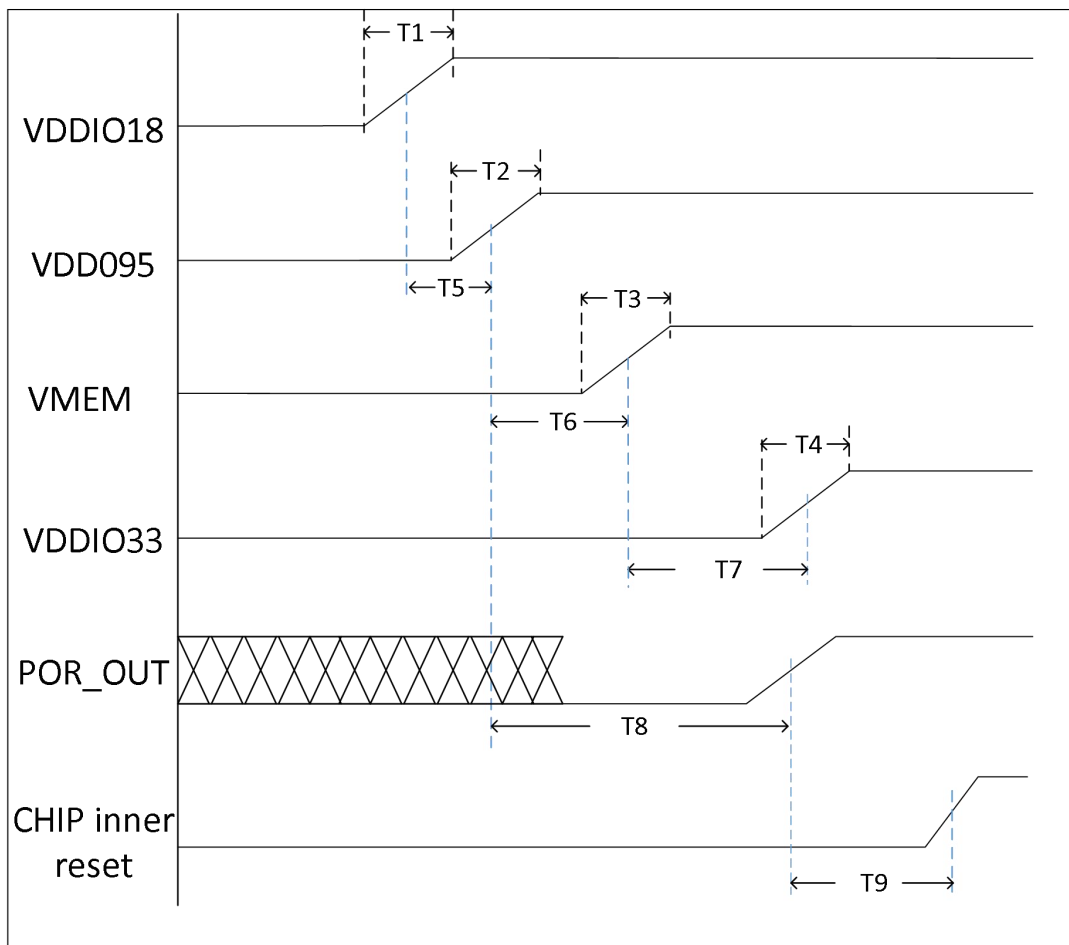 T1
VDDIO18
T2
VDD095
T5
T3
VMEM
T6
T4
VDDIO33
T7
POR_OUT
T8
CHIP inner
reset
T9